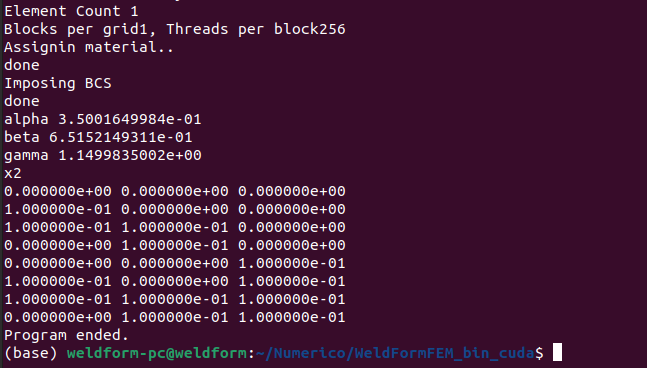 Element Count 1
Blocks per grid1, Threads per block256
Assignin material..
done
Imposing BCS
done
alpha 3.5001649984e-01
beta 6.5152149311e-01
gamma 1.1499835002e+00
x2
0.000000e+00 0.000000e+00 0.000000e+00
1.000000e-01 0.000000e+00 0.000000e+00
1.000000e-01 1.000000e-01 0.000000e+00
0.000000e+00 1.000000e-01 0.000000e+00
0.000000e+00 0.000000e+00 1.000000e-01
1.000000e-01 0.000000e+00 1.000000e-01
1.000000e-01 1.000000e-01 1.000000e-01
0.000000e+00 1.000000e-01 1.000000e-01
Program ended.
(base) weldform-pc@weldform:~/Numerico/WeldFormFEM_bin_cuda$